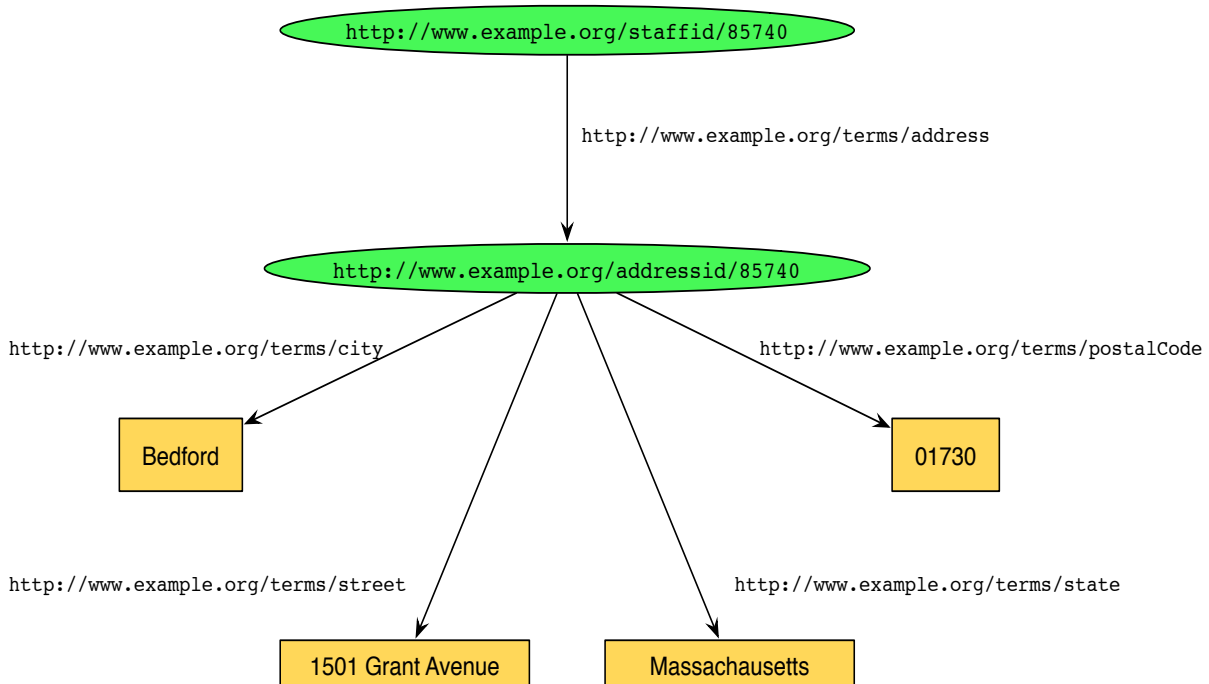 http://www.example.org/staffid/85740
http://www.example.org/terms/address
http://www.example.org/addressid/85740
http://www.example.org/terms/city
http://www.example.org/terms/postalCode
Bedford
01730
http://www.example.org/terms/street
http://www.example.org/terms/state
1501 Grant Avenue
Massachausetts